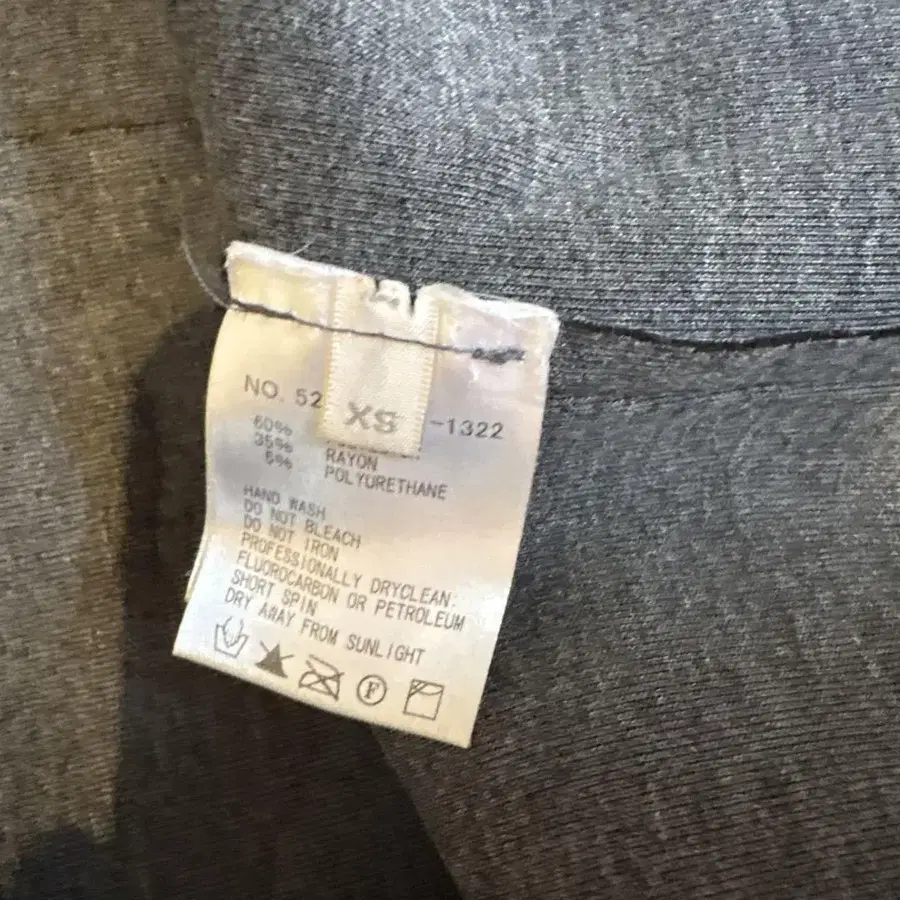 NO. 52
XS
-1322
60%
35% RAYON
5% POLYURETHANE
HAND WASH
DO NOT BLEACH
DO NOT IRON
PROFESSIONALLY DRYCLEAN.
FLUOROCARBON OR PETROLEUM
SHORT SPIN
DRY AWAY FROM SUNLIGHT
F